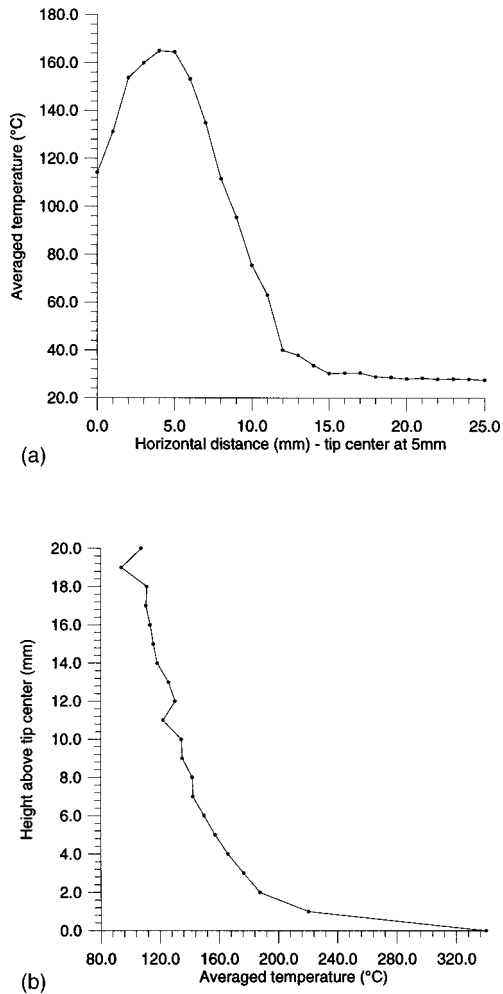 180.0
160.0
140.0
120.0
100.0
80.0
60.0
40.0
20.0
Averaged temperature (°C)
0.0 5.0 10.0 15.0 20.0 25.0
Horizontal distance (mm) - tip center at 5mm
(a)
20.0
18.0
16.0
14.0
12.0
10.0
8.0
6.0
4.0
2.0
0.0
Height above tip center (mm)
80.0 120.0 160.0 200.0 240.0 280.0 320.0
Averaged temperature (°C)
(b)